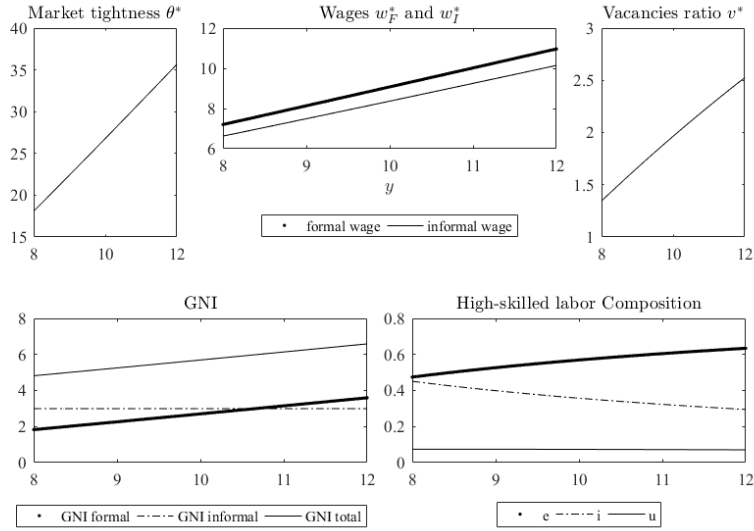 Market tightness θ*
40
35
30
25
20
15
8 10 12
Wages w*_F and w*_I
12
10
8
6
8 9 10 11 12
y
formal wage informal wage
Vacancies ratio v*
3
2.5
2
1.5
1
8 10 12
GNI
8
6
4
2
0
8 9 10 11 12
GNI formal GNI informal GNI total
High-skilled labor Composition
0.8
0.6
0.4
0.2
0
8 9 10 11 12
e i u